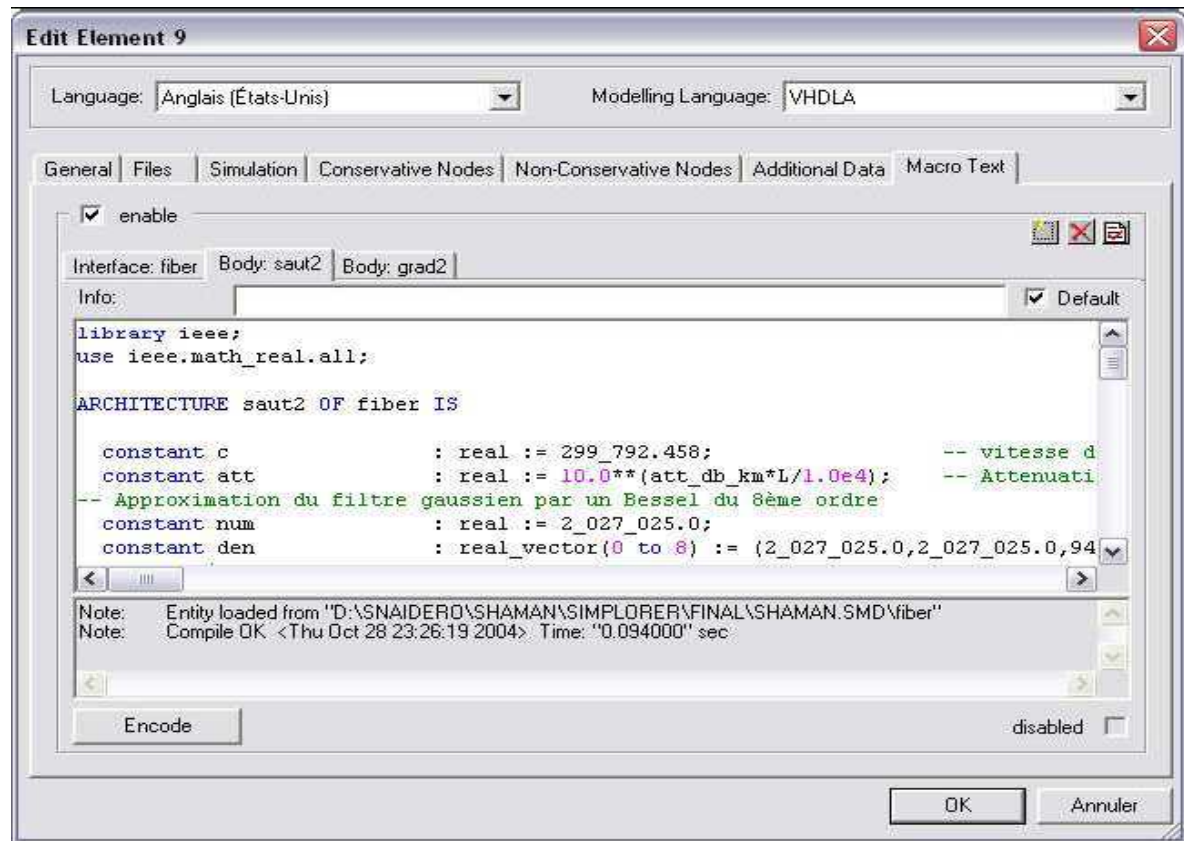 Edit Element 9
Language: Anglais (États-Unis) Modelling Language: VHDLA
General Files Simulation Conservative Nodes Non-Conservative Nodes Additional Data Macro Text
enable
Interface: fiber Body: saut2 Body: grad2
Info: Default
library ieee;
use ieee.math_real.all;
ARCHITECTURE saut2 OF fiber IS
constant c : real := 299_792.458; -- vitesse d
constant att : real := 10.0**(att_db_km*L/1.0e4); -- Attenuati
-- Approximation du filtre gaussien par un Bessel du 8ème ordre
constant num : real := 2_027_025.0;
constant den : real_vector(0 to 8) := (2_027_025.0,2_027_025.0,94
Note: Entity loaded from "D:\SNAIDERO\SHAMAN\SIMPLORER\FINAL\SHAMAN.SMD\fiber"
Note: Compile OK <Thu Oct 28 23:26:19 2004> Time: "0.094000" sec
Encode disabled
OK Annuler